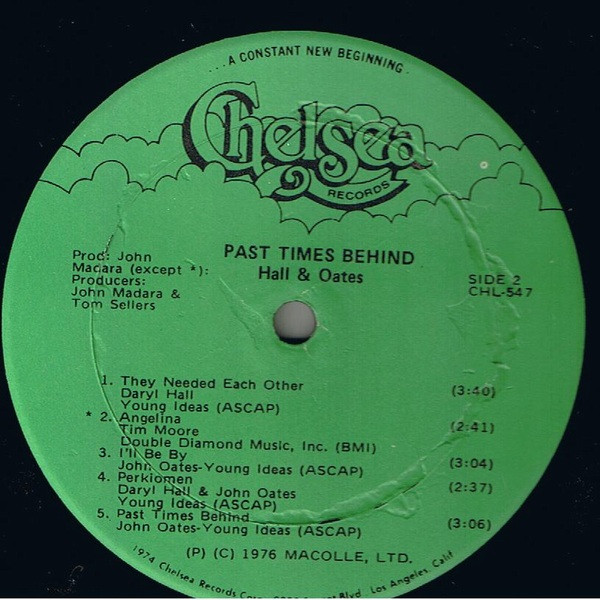 ...A CONSTANT NEW BEGINNING.
Chelsea
RECORDS
PAST TIMES BEHIND
Hall & Oates
Prod: John
Madara (except *):
Producers:
John Madara &
Tom Sellers
SIDE 2
CHL-547
1. They Needed Each Other
Daryl Hall (3:40)
Young Ideas (ASCAP)
* 2. Angelina
Tim Moore (2:41)
Double Diamond Music, Inc. (BMI)
3. I'll Be By
John Oates-Young Ideas (ASCAP) (3:04)
4. Perkiomen
Daryl Hall & John Oates (2:37)
Young Ideas (ASCAP)
5. Past Times Behind
John Oates-Young Ideas (ASCAP) (3:06)
(P) (C) 1976 MACOLLE, LTD.
1974 Chelsea Records Blvd., Los Angeles, Calif